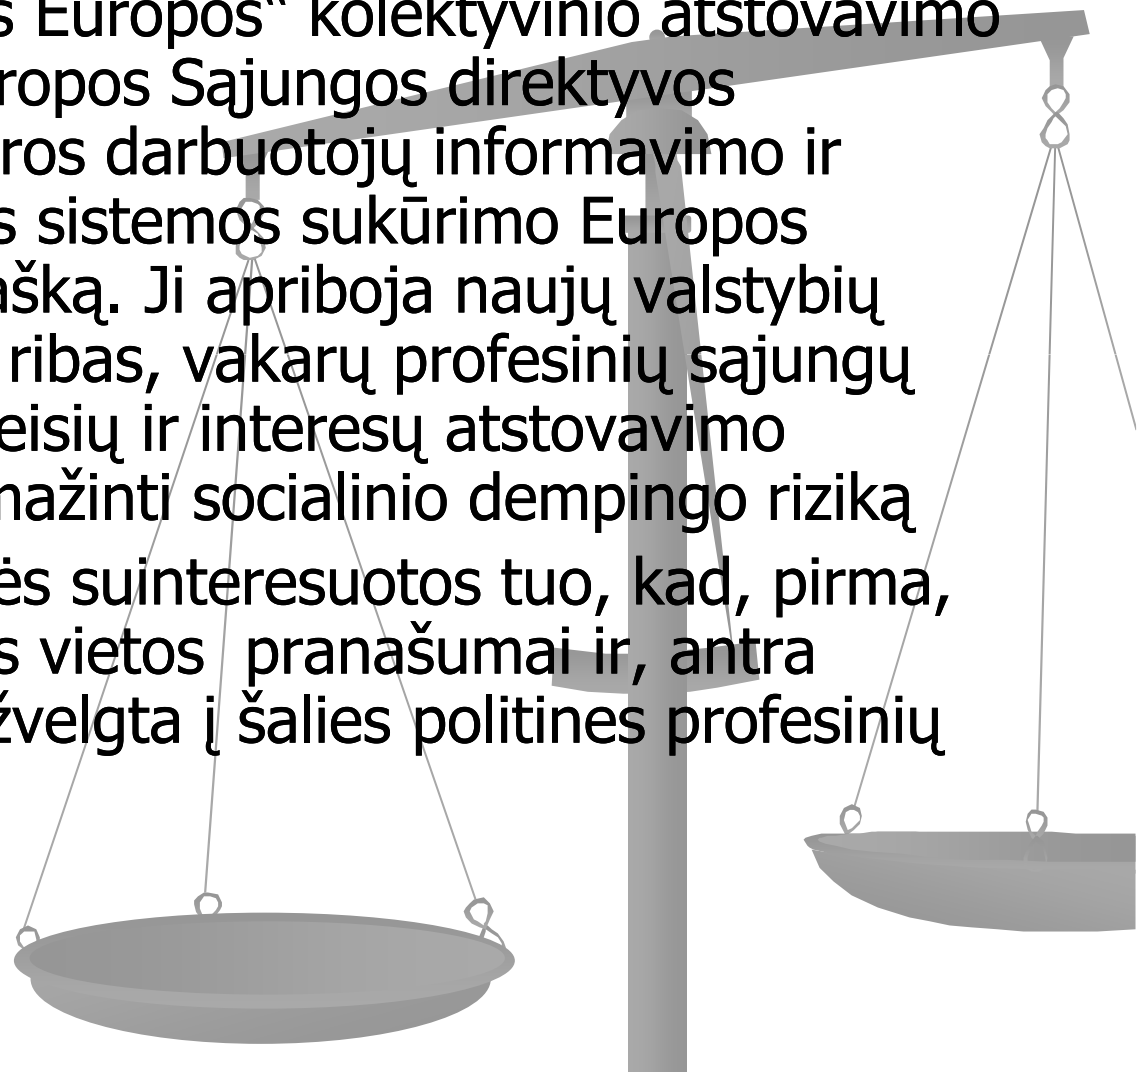 s Europos“ kolektyvinio atstovavimo
ropos Sąjungos direktyvos
ros darbuotojų informavimo ir
s sistemos sukūrimo Europos
ašką. Ji apriboja naujų valstybių
ribas, vakarų profesinių sąjungų
eisių ir interesų atstovavimo
mažinti socialinio dempingo riziką
ės suinteresuotos tuo, kad, pirma,
s vietos pranašumai ir, antra
žvelgta į šalies politines profesinių